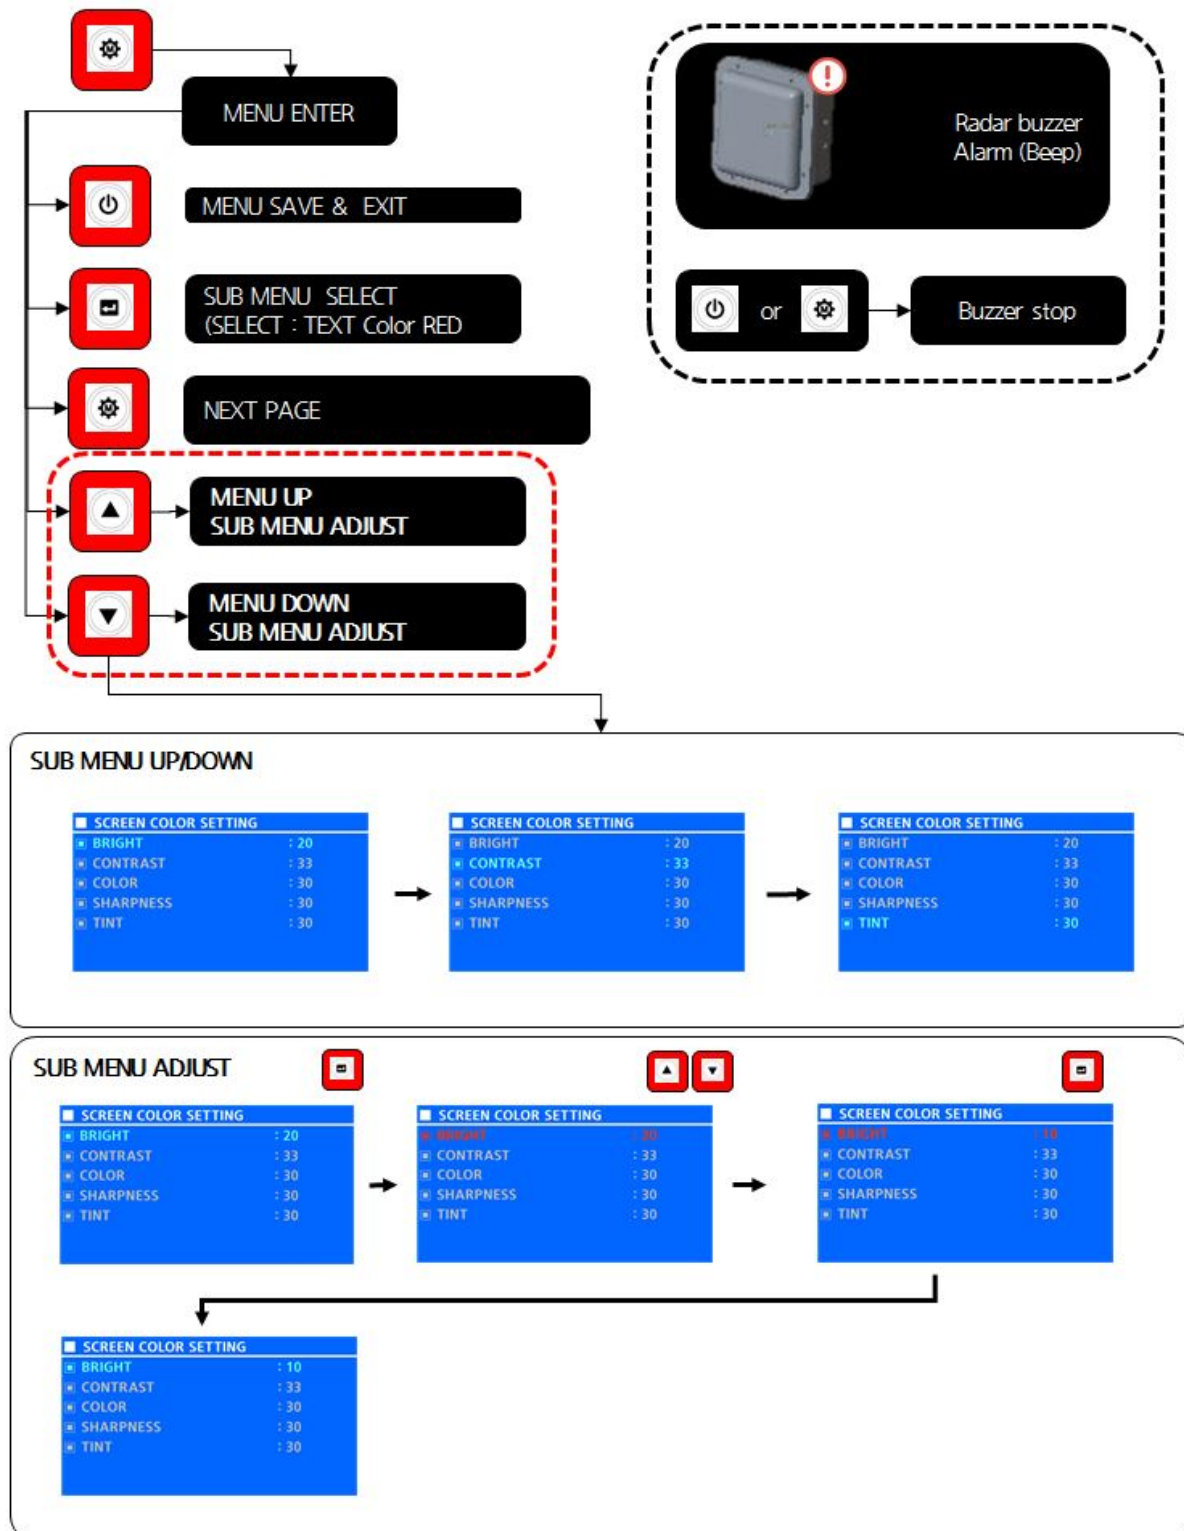 MENU ENTER
MENU SAVE & EXIT
SUB MENU SELECT
(SELECT : TEXT Color RED
NEXT PAGE
MENU UP
SUB MENU ADJUST
MENU DOWN
SUB MENU ADJUST
Radar buzzer
Alarm (Beep)
or
Buzzer stop
SUB MENU UP/DOWN
SCREEN COLOR SETTING
BRIGHT : 20
CONTRAST : 33
COLOR : 30
SHARPNESS : 30
TINT : 30
SCREEN COLOR SETTING
BRIGHT : 20
CONTRAST : 33
COLOR : 30
SHARPNESS : 30
TINT : 30
SCREEN COLOR SETTING
BRIGHT : 20
CONTRAST : 33
COLOR : 30
SHARPNESS : 30
TINT : 30
SUB MENU ADJUST
SCREEN COLOR SETTING
BRIGHT : 20
CONTRAST : 33
COLOR : 30
SHARPNESS : 30
TINT : 30
SCREEN COLOR SETTING
BRIGHT : 20
CONTRAST : 33
COLOR : 30
SHARPNESS : 30
TINT : 30
SCREEN COLOR SETTING
BRIGHT : 10
CONTRAST : 33
COLOR : 30
SHARPNESS : 30
TINT : 30
SCREEN COLOR SETTING
BRIGHT : 10
CONTRAST : 33
COLOR : 30
SHARPNESS : 30
TINT : 30